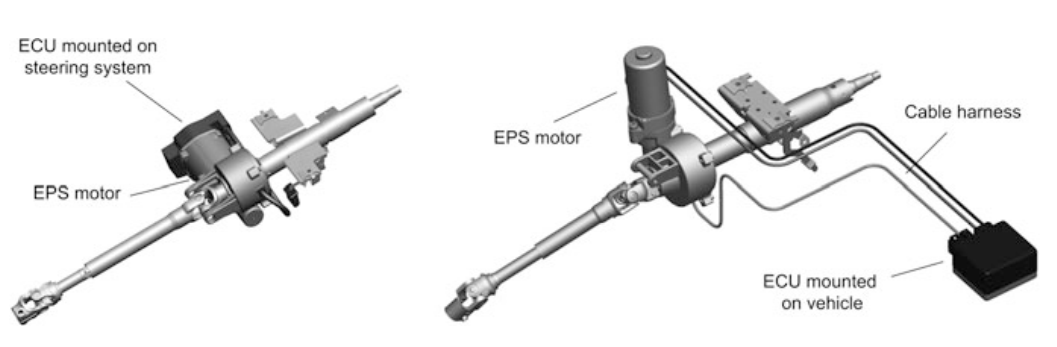 ECU mounted on
steering system
EPS motor
EPS motor
Cable harness
ECU mounted
on vehicle